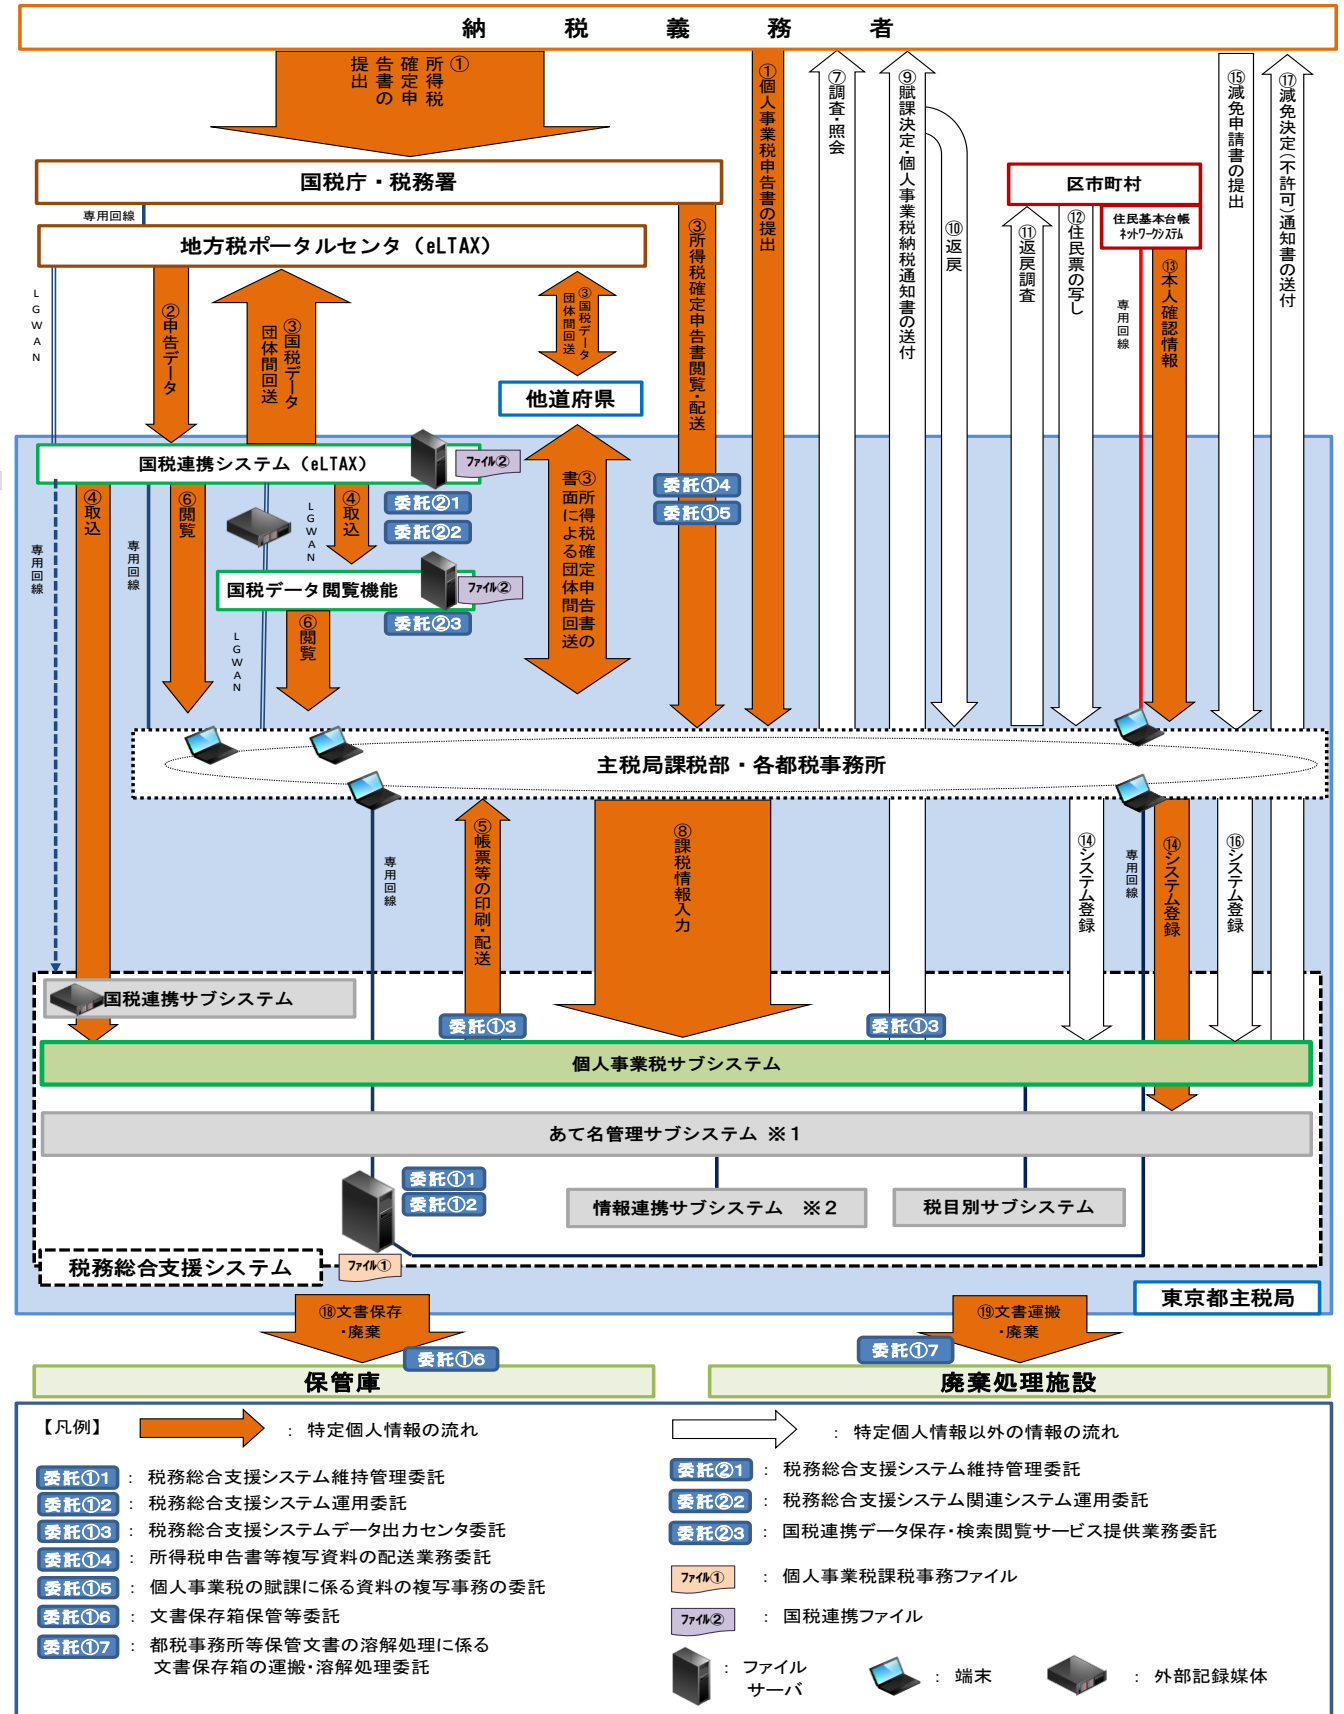 納税義務者
①所得税確定申告書の提出
①個人事業税申告書の提出
⑦調査・照会
⑨賦課決定・個人事業税納税通知書の送付
⑩返戻
⑮減免申請書の提出
⑰減免決定(不許可)通知書の送付
国税庁・税務署
区市町村
住民基本台帳
ネットワークシステム
専用回線
地方税ポータルセンタ(eLTAX)
LGWAN
②申告データ
③国税データ団体間回送
③国税データ団体間回送
③所得税確定申告書閲覧・配送
⑪返戻調査
⑫住民票の写し
専用回線
⑬本人確認情報
他道府県
国税連携システム(eLTAX)
ファイル②
③所得税確定申告書の書面による団体間回送
委託①4
委託①5
④取込
⑥閲覧
LGWAN
④取込
委託②1
委託②2
専用回線
専用回線
国税データ閲覧機能
ファイル②
委託②3
⑥閲覧
LGWAN
主税局課税部・各都税事務所
専用回線
⑤帳票等の印刷・配送
⑧課税情報入力
⑭システム登録
専用回線
⑭システム登録
⑯システム登録
国税連携サブシステム
委託①3
委託①3
個人事業税サブシステム
あて名管理サブシステム ※1
委託①1
委託①2
情報連携サブシステム ※2
税目別サブシステム
税務総合支援システム
ファイル①
東京都主税局
⑱文書保存
・廃棄
⑲文書運搬
・廃棄
委託①6
委託①7
保管庫
廃棄処理施設
【凡例】
: 特定個人情報の流れ
: 特定個人情報以外の情報の流れ
委託①1 : 税務総合支援システム維持管理委託
委託①2 : 税務総合支援システム運用委託
委託①3 : 税務総合支援システムデータ出力センタ委託
委託①4 : 所得税申告書等複写資料の配送業務委託
委託①5 : 個人事業税の賦課に係る資料の複写事務の委託
委託①6 : 文書保存箱保管等委託
委託①7 : 都税事務所等保管文書の溶解処理に係る
文書保存箱の運搬・溶解処理委託
委託②1 : 税務総合支援システム維持管理委託
委託②2 : 税務総合支援システム関連システム運用委託
委託②3 : 国税連携データ保存・検索閲覧サービス提供業務委託
ファイル① : 個人事業税課税事務ファイル
ファイル② : 国税連携ファイル
: ファイル
サーバ
: 端末
: 外部記録媒体